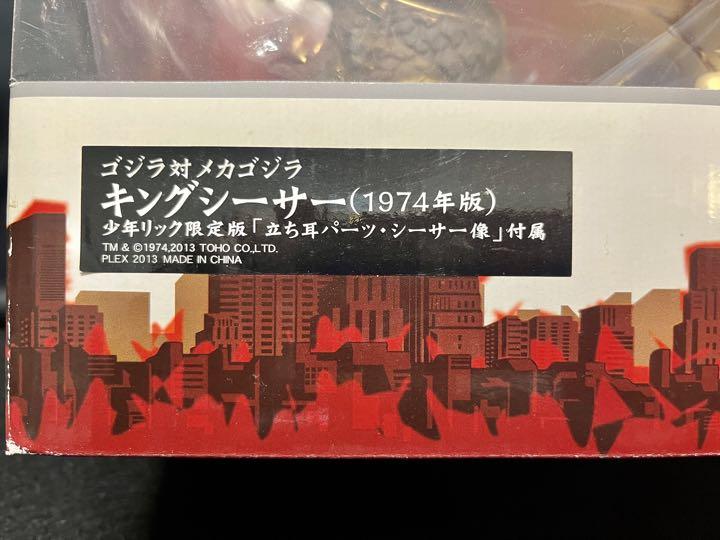 ゴジラ対メカゴジラ
キングシーサー(1974年版)
少年リック限定版「立ち耳パーツ・シーサー像」付属
TM & ©1974,2013 TOHO CO.,LTD.
PLEX 2013 MADE IN CHINA